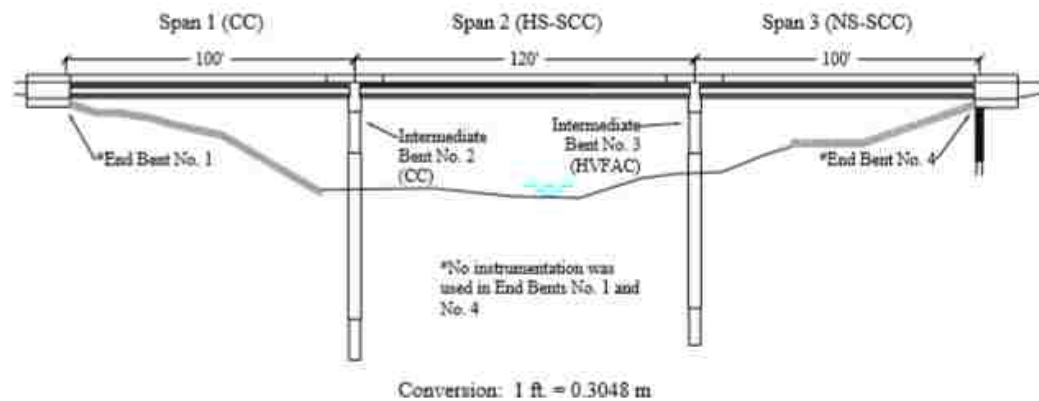 Span 1 (CC)
Span 2 (HS-SCC)
Span 3 (NS-SCC)
100'
120'
100'
*End Bent No. 1
Intermediate
Bent No. 2
(CC)
Intermediate
Bent No. 3
(HVFAC)
*End Bent No. 4
*No instrumentation was
used in End Bents No. 1 and
No. 4
Conversion: 1 ft. = 0.3048 m